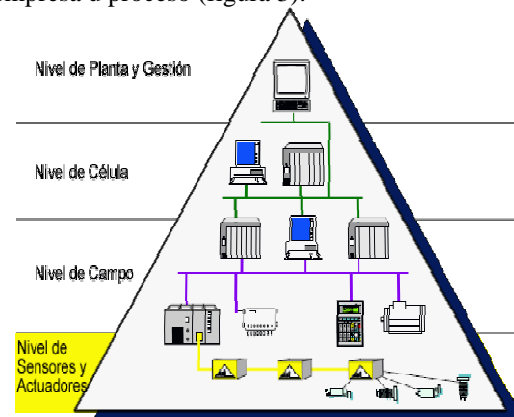 empresa u proceso (figura 3).
Nivel de Planta y Gestión
Nivel de Célula
Nivel de Campo
Nivel de
Sensores y
Actuadores